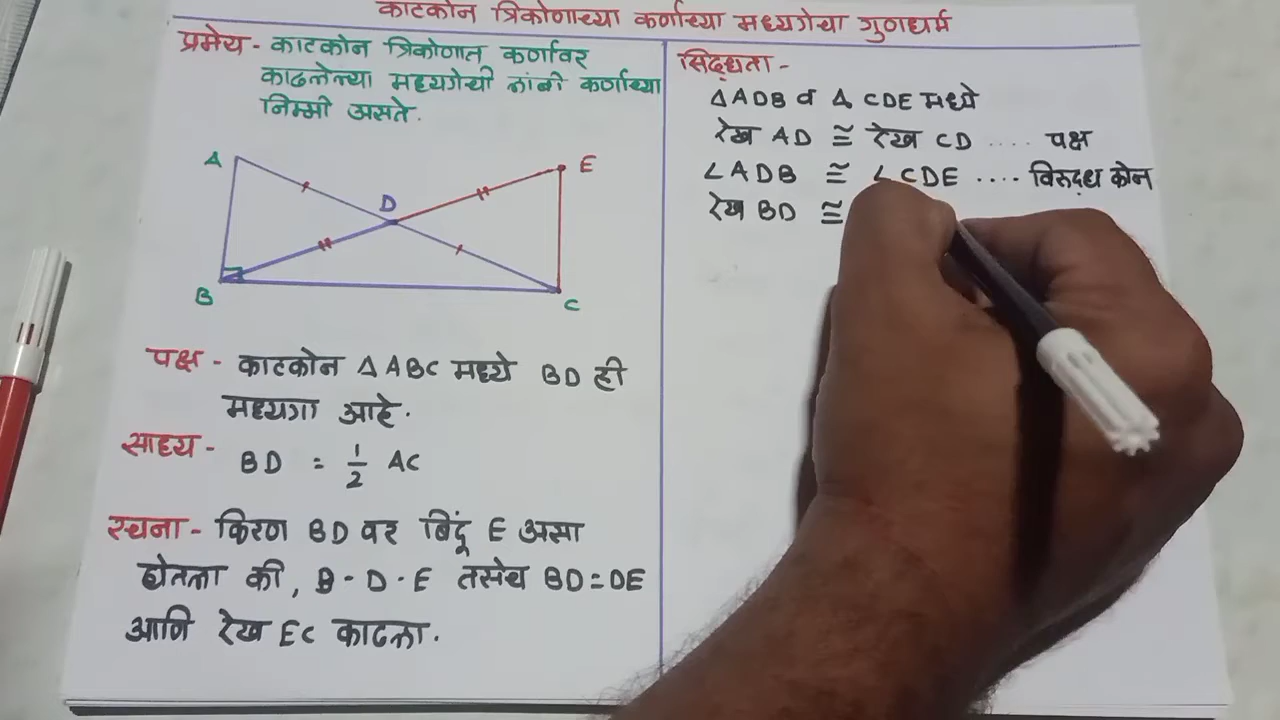 काटकोन त्रिकोणाच्या कर्णाच्या मध्यगेचा गुणधर्म
प्रमेय - काटकोन त्रिकोणात कर्णावर
काढलेल्या मध्यगेची लांबी कर्णाच्या
निम्मी असते.
A
E
D
B
C
पक्ष - काटकोन △ABC मध्ये BD ही
मध्यगा आहे.
साध्य - BD = 1/2 AC
रचना - किरण BD वर बिंदू E असा
घेतला की, B - D - E तसेच BD = DE
आणि रेख EC काढला.
सिद्धता -
△ADB व △ CDE मध्ये
रेख AD ≅ रेख CD .... पक्ष
∠ADB ≅ ∠CDE .... विरुद्ध कोन
रेख BD ≅